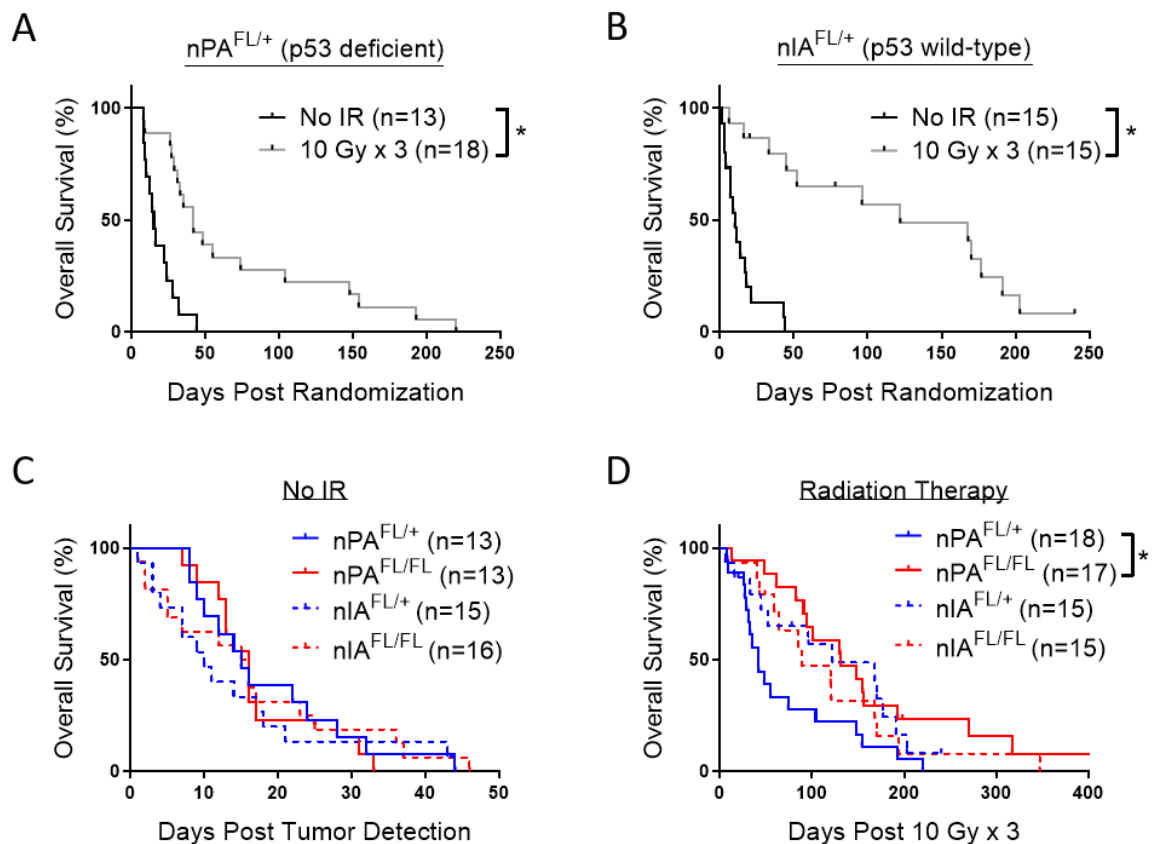 A
nPA^FL/+ (p53 deficient)
No IR (n=13)
10 Gy x 3 (n=18)
*
Overall Survival (%)
100
50
0
0 50 100 150 200 250
Days Post Randomization
B
nIA^FL/+ (p53 wild-type)
No IR (n=15)
10 Gy x 3 (n=15)
*
Overall Survival (%)
100
50
0
0 50 100 150 200 250
Days Post Randomization
C
No IR
nPA^FL/+ (n=13)
nPA^FL/FL (n=13)
nIA^FL/+ (n=15)
nIA^FL/FL (n=16)
Overall Survival (%)
100
50
0
0 10 20 30 40 50
Days Post Tumor Detection
D
Radiation Therapy
nPA^FL/+ (n=18)
nPA^FL/FL (n=17)
nIA^FL/+ (n=15)
nIA^FL/FL (n=15)
*
Overall Survival (%)
100
50
0
0 100 200 300 400
Days Post 10 Gy x 3